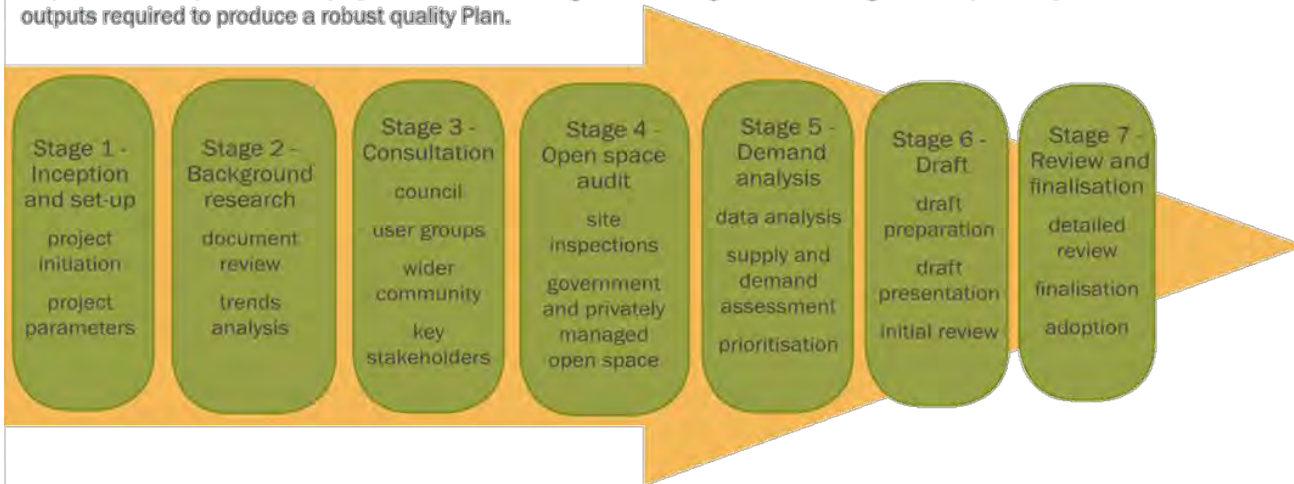 outputs required to produce a robust quality Plan.
Stage 1 -
Inception
and set-up
project
initiation
project
parameters
Stage 2 -
Background
research
document
review
trends
analysis
Stage 3 -
Consultation
council
user groups
wider
community
key
stakeholders
Stage 4 -
Open space
audit
site
inspections
government
and privately
managed
open space
Stage 5 -
Demand
analysis
data analysis
supply and
demand
assessment
prioritisation
Stage 6 -
Draft
draft
preparation
draft
presentation
initial review
Stage 7 -
Review and
finalisation
detailed
review
finalisation
adoption